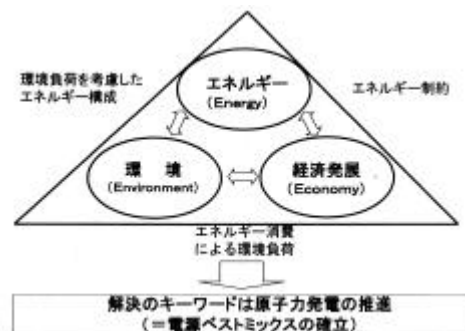 環境負荷を考慮した
エネルギー構成
エネルギー
(Energy)
エネルギー制約
環 境
(Environment)
経済発展
(Economy)
エネルギー消費
による環境負荷
解決のキーワードは原子力発電の推進
(=電源ベストミックスの確立)